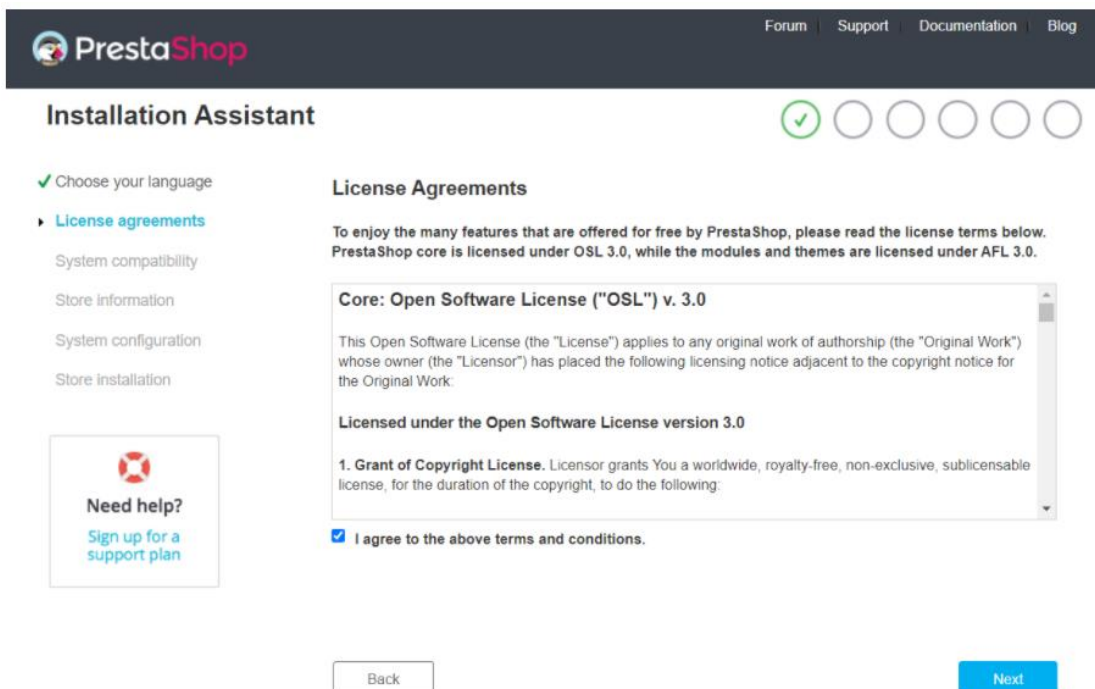 PrestaShop
Forum
Support
Documentation
Blog
Installation Assistant
Choose your language
License agreements
System compatibility
Store information
System configuration
Store installation
Need help?
Sign up for a
support plan
License Agreements
To enjoy the many features that are offered for free by PrestaShop, please read the license terms below.
PrestaShop core is licensed under OSL 3.0, while the modules and themes are licensed under AFL 3.0.
Core: Open Software License ("OSL") v. 3.0
This Open Software License (the "License") applies to any original work of authorship (the "Original Work")
whose owner (the "Licensor") has placed the following licensing notice adjacent to the copyright notice for
the Original Work:
Licensed under the Open Software License version 3.0
1. Grant of Copyright License. Licensor grants You a worldwide, royalty-free, non-exclusive, sublicensable
license, for the duration of the copyright, to do the following:
I agree to the above terms and conditions.
Back
Next